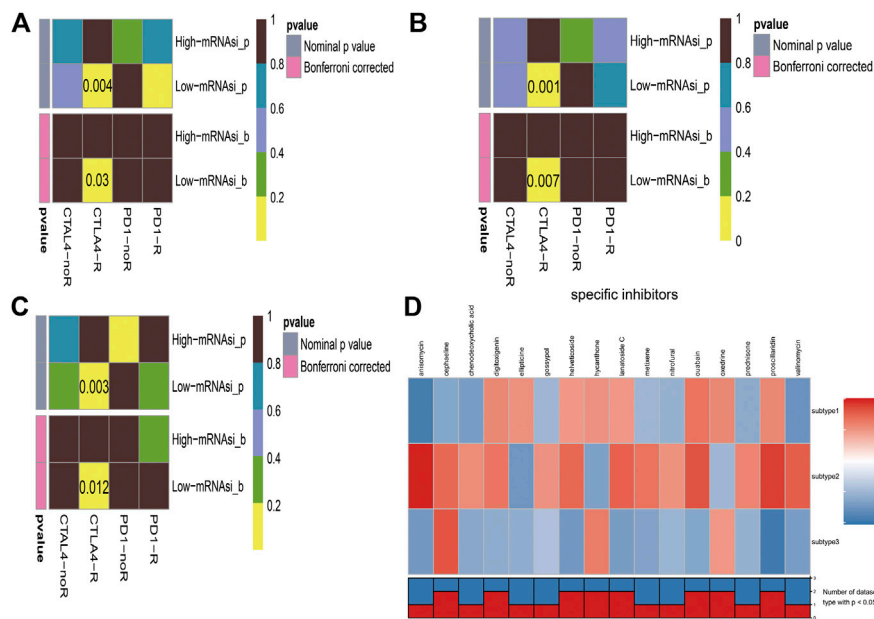 A
1
0.8
0.6
0.4
0.2
pvalue
Nominal p value
Bonferroni corrected
High-mRNAsi_p
Low-mRNAsi_p
0.004
High-mRNAsi_b
Low-mRNAsi_b
0.03
pvalue
CTAL4-noR
CTLA4-R
PD1-noR
PD1-R
B
1
0.8
0.6
0.4
0.2
0
pvalue
Nominal p value
Bonferroni corrected
High-mRNAsi_p
Low-mRNAsi_p
0.001
High-mRNAsi_b
Low-mRNAsi_b
0.007
pvalue
CTAL4-noR
CTLA4-R
PD1-noR
PD1-R
C
1
0.8
0.6
0.4
0.2
pvalue
Nominal p value
Bonferroni corrected
High-mRNAsi_p
Low-mRNAsi_p
0.003
High-mRNAsi_b
Low-mRNAsi_b
0.012
pvalue
CTAL4-noR
CTLA4-R
PD1-noR
PD1-R
D
specific inhibitors
anisomycin
cephaeline
chenodeoxycholic acid
digitoxigenin
ellipticine
gossypol
helveticoside
hycanthone
lanatoside C
metixene
nitrofural
ouabain
oxedrine
prednisone
proscillaridin
valinomycin
subtype1
subtype2
subtype3
3
2
1
0
Number of datase
type with p < 0.05